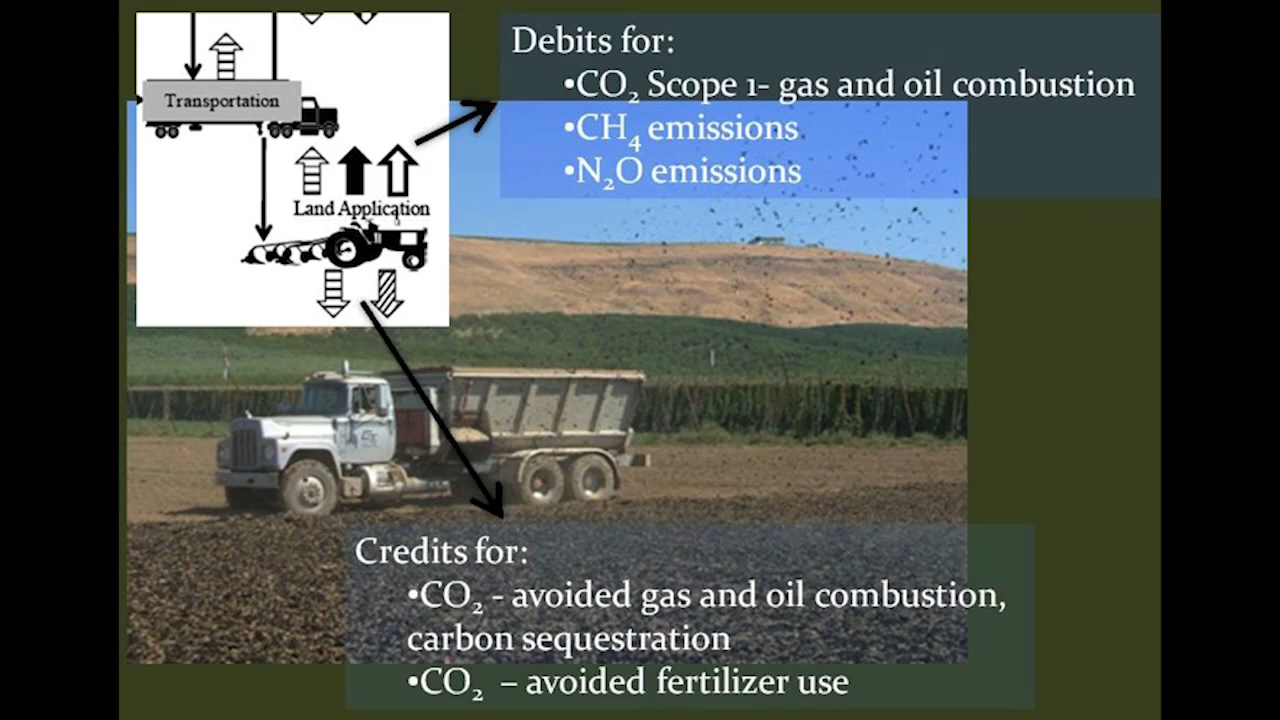 Transportation
Land Application
Debits for:
•CO₂ Scope 1- gas and oil combustion
•CH₄ emissions
•N₂O emissions
Credits for:
•CO₂ - avoided gas and oil combustion,
carbon sequestration
•CO₂ – avoided fertilizer use